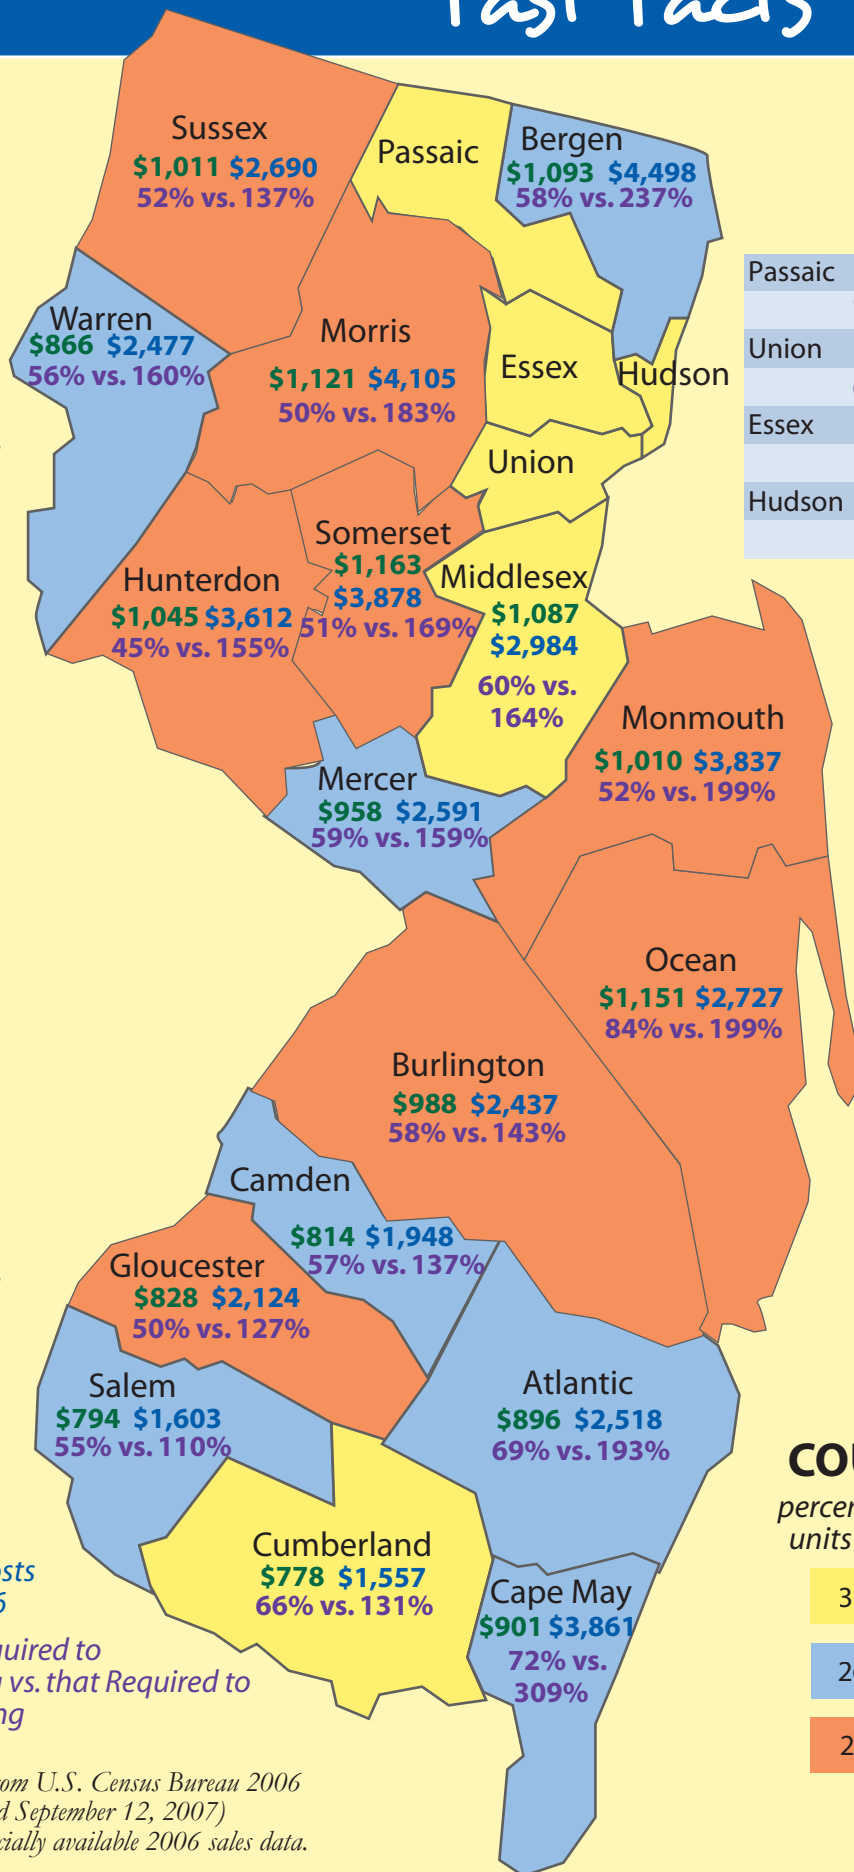 Fast Facts
Sussex
$1,011 $2,690
52% vs. 137%
Passaic
Bergen
$1,093 $4,498
58% vs. 237%
Passaic
Union
Essex
Hudson
Warren
$866 $2,477
56% vs. 160%
Morris
$1,121 $4,105
50% vs. 183%
Essex
Hudson
Union
Somerset
$1,163
$3,878
51% vs. 169%
Hunterdon
$1,045 $3,612
45% vs. 155%
Middlesex
$1,087
$2,984
60% vs.
164%
Monmouth
$1,010 $3,837
52% vs. 199%
Mercer
$958 $2,591
59% vs. 159%
Ocean
$1,151 $2,727
84% vs. 199%
Burlington
$988 $2,437
58% vs. 143%
Camden
$814 $1,948
57% vs. 137%
Gloucester
$828 $2,124
50% vs. 127%
Salem
$794 $1,603
55% vs. 110%
Atlantic
$896 $2,518
69% vs. 193%
Cumberland
$778 $1,557
66% vs. 131%
Cape May
$901 $3,861
72% vs.
309%
vs. that Required to
U.S. Census Bureau 2006
September 12, 2007)
available 2006 sales data.
units